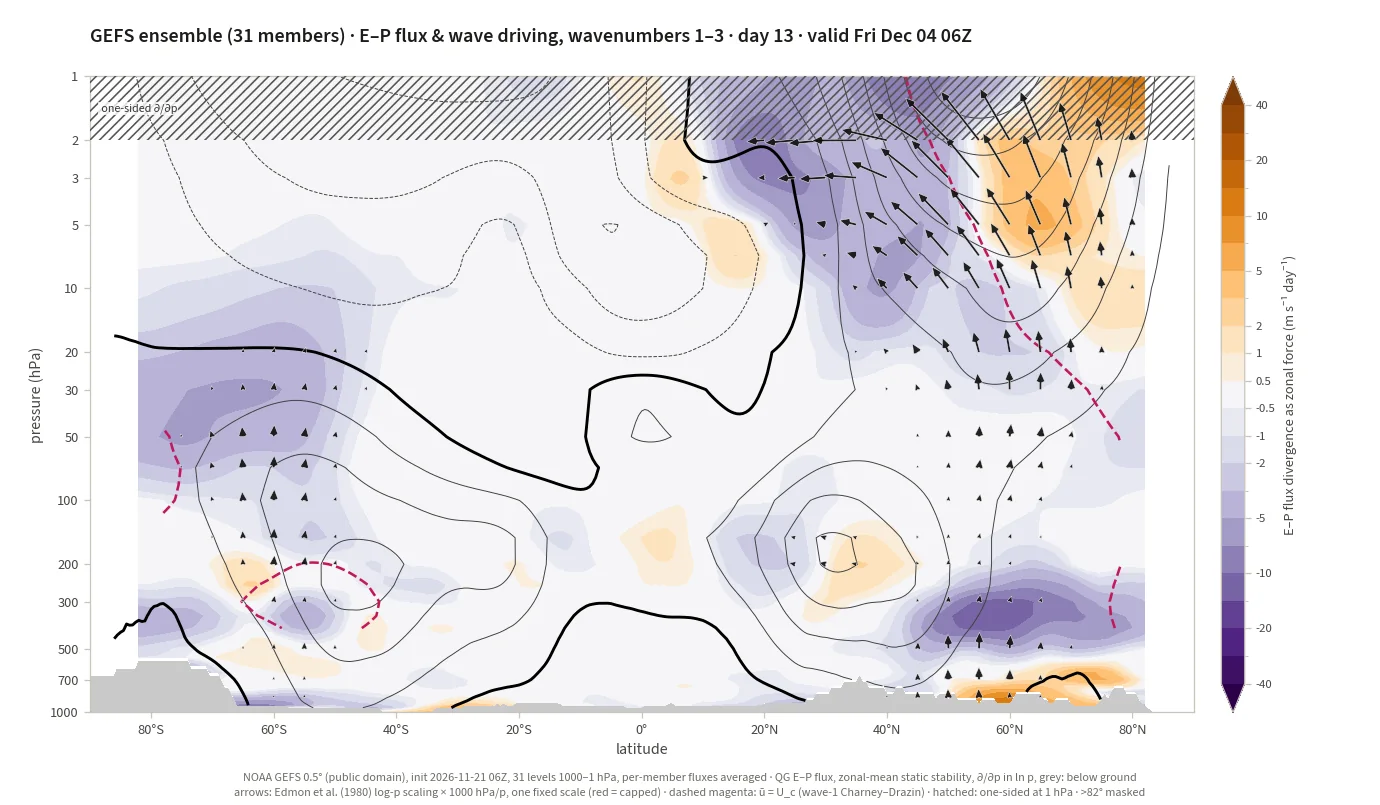 GEFS ensemble (31 members) · E–P flux & wave driving, wavenumbers 1–3 · day 13 · valid Fri Dec 04 06Z
one-sided ∂/∂p
pressure (hPa)
1
2
3
5
10
20
30
50
100
200
300
500
700
1000
80°S
60°S
40°S
20°S
0°
20°N
40°N
60°N
80°N
latitude
40
20
10
5
2
1
0.5
-0.5
-1
-2
-5
-10
-20
-40
E–P flux divergence as zonal force (m s⁻¹ day⁻¹)
NOAA GEFS 0.5° (public domain), init 2026-11-21 06Z, 31 levels 1000–1 hPa, per-member fluxes averaged · QG E–P flux, zonal-mean static stability, ∂/∂p in ln p, grey: below ground
arrows: Edmon et al. (1980) log-p scaling × 1000 hPa/p, one fixed scale (red = capped) · dashed magenta: ū = U_c (wave-1 Charney–Drazin) · hatched: one-sided at 1 hPa · >82° masked